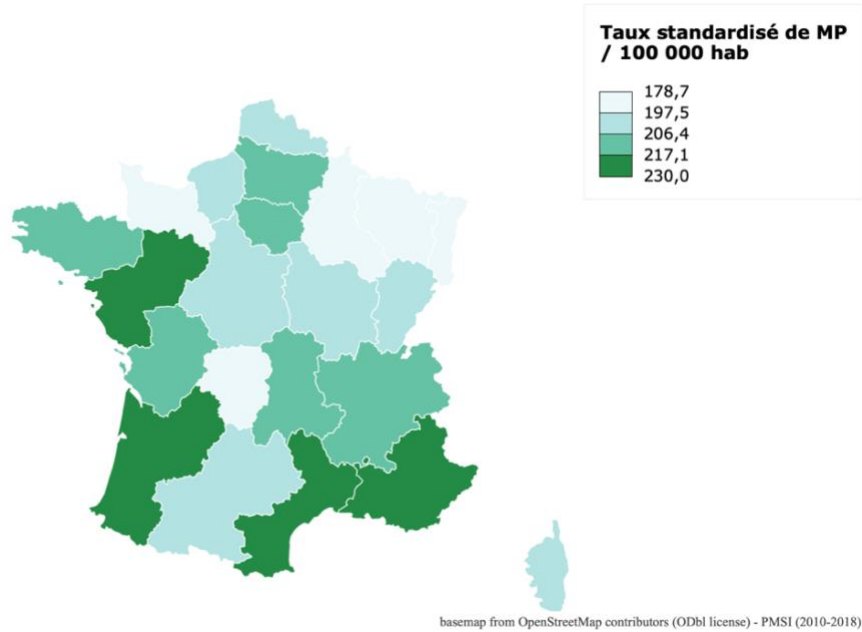 Taux standardisé de MP
/ 100 000 hab
178,7
197,5
206,4
217,1
230,0
basemap from OpenStreetMap contributors (ODbl license) - PMSI (2010-2018)